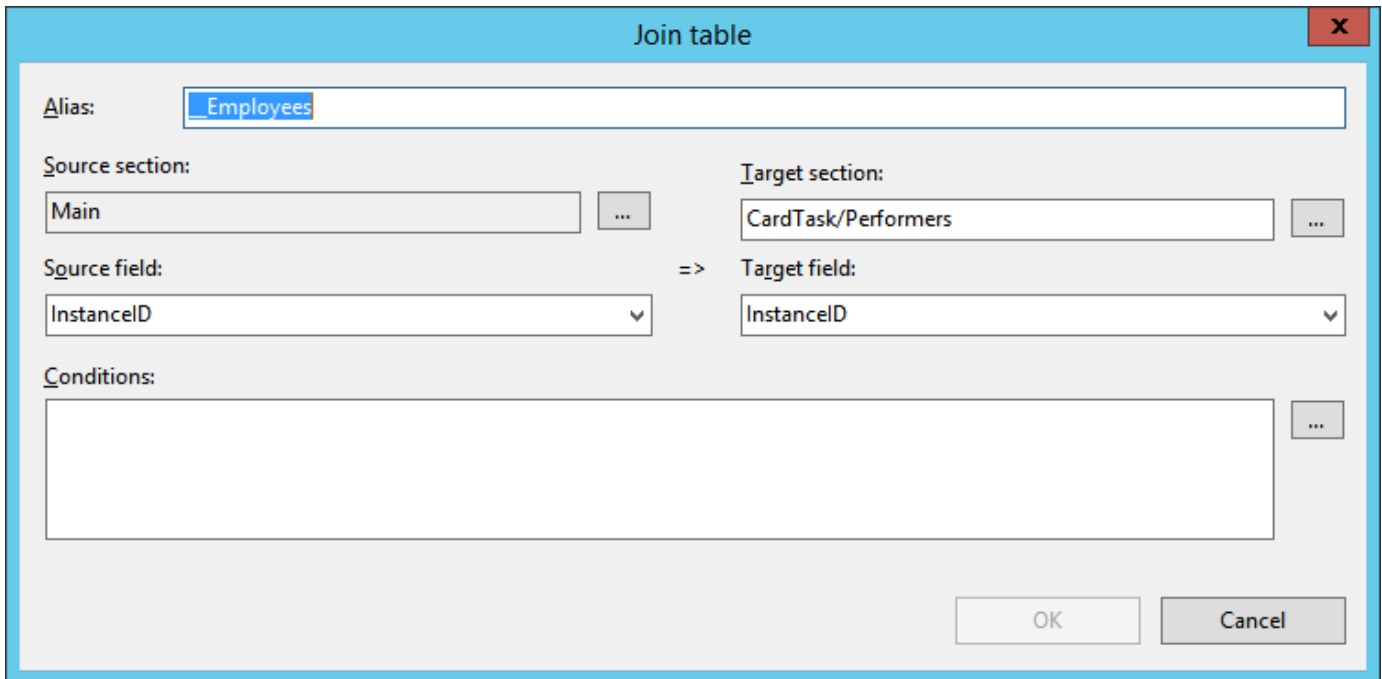 Join table
x
Alias:
__Employees
Source section:
Target section:
Main
...
CardTask/Performers
...
Source field:
=>
Target field:
InstanceID
InstanceID
Conditions:
...
OK
Cancel